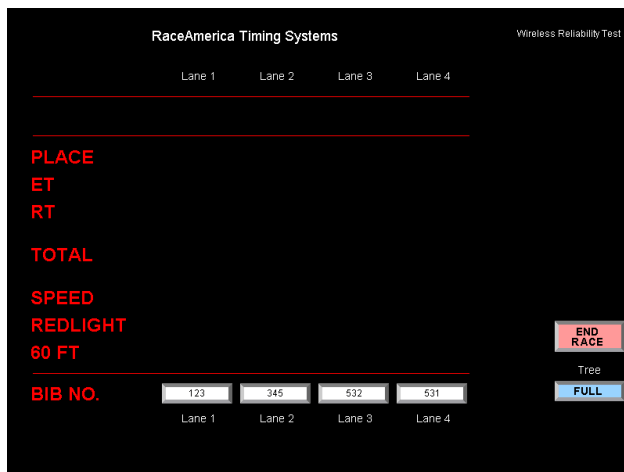 RaceAmerica Timing Systems
Wireless Reliability Test
Lane 1 Lane 2 Lane 3 Lane 4
PLACE
ET
RT
TOTAL
SPEED
REDLIGHT
60 FT
END
RACE
Tree
FULL
BIB NO. 123 345 532 531
Lane 1 Lane 2 Lane 3 Lane 4